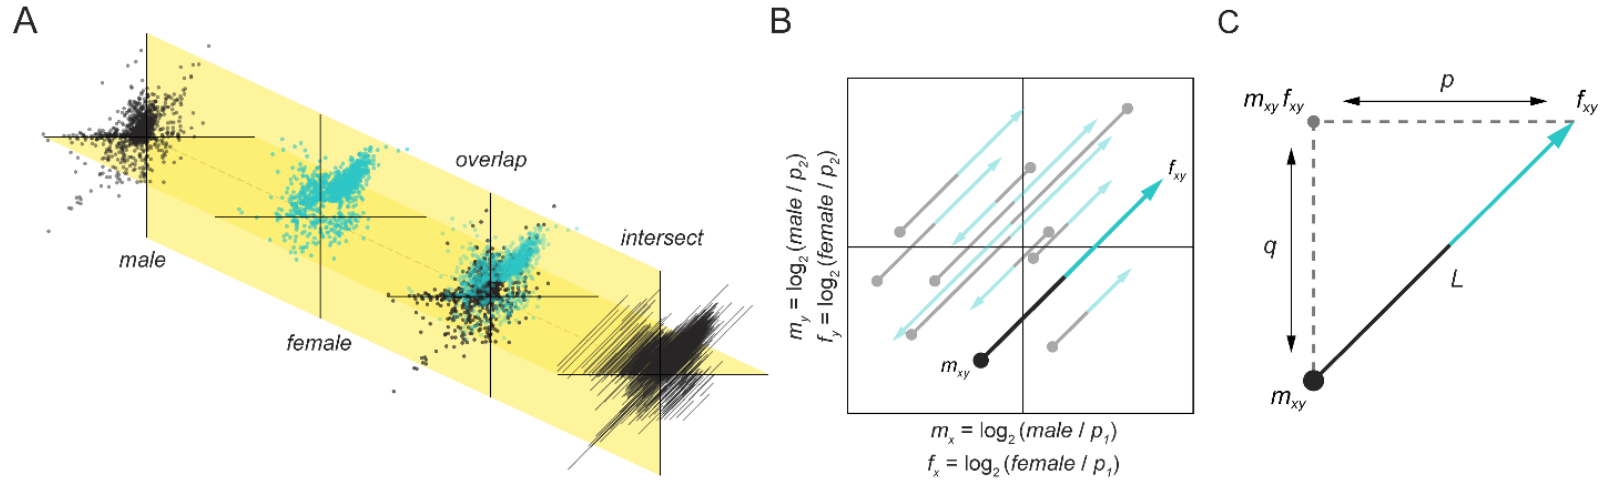 A
male
female
overlap
intersect
B
m_y = log_2 (male / p_2)
f_y = log_2 (female / p_2)
f_xy
m_xy
m_x = log_2 (male / p_1)
f_x = log_2 (female / p_1)
C
p
m_xy f_xy
f_xy
q
L
m_xy